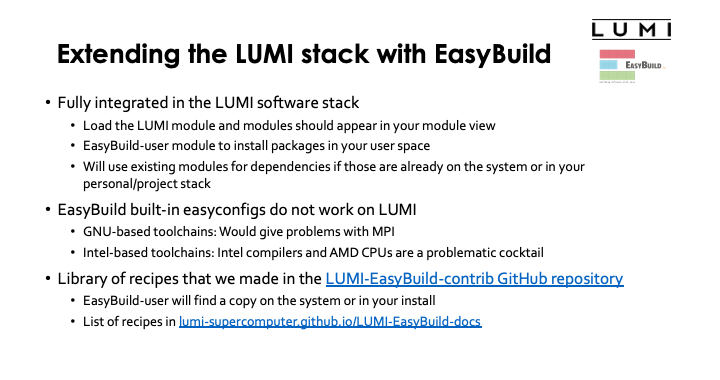 LUMI
Extending the LUMI stack with EasyBuild
EASYBUILD
• Fully integrated in the LUMI software stack
• Load the LUMI module and modules should appear in your module view
• EasyBuild-user module to install packages in your user space
• Will use existing modules for dependencies if those are already on the system or in your
personal/project stack
• EasyBuild built-in easyconfigs do not work on LUMI
• GNU-based toolchains: Would give problems with MPI
• Intel-based toolchains: Intel compilers and AMD CPUs are a problematic cocktail
• Library of recipes that we made in the LUMI-EasyBuild-contrib GitHub repository
• EasyBuild-user will find a copy on the system or in your install
• List of recipes in lumi-supercomputer.github.io/LUMI-EasyBuild-docs